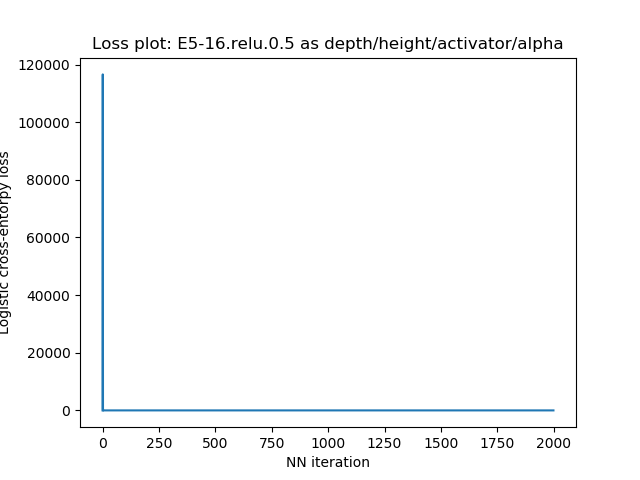 Loss plot: E5-16.relu.0.5 as depth/height/activator/alpha
120000
100000
80000
60000
40000
20000
0
Logistic cross-entorpy loss
0 250 500 750 1000 1250 1500 1750 2000
NN iteration